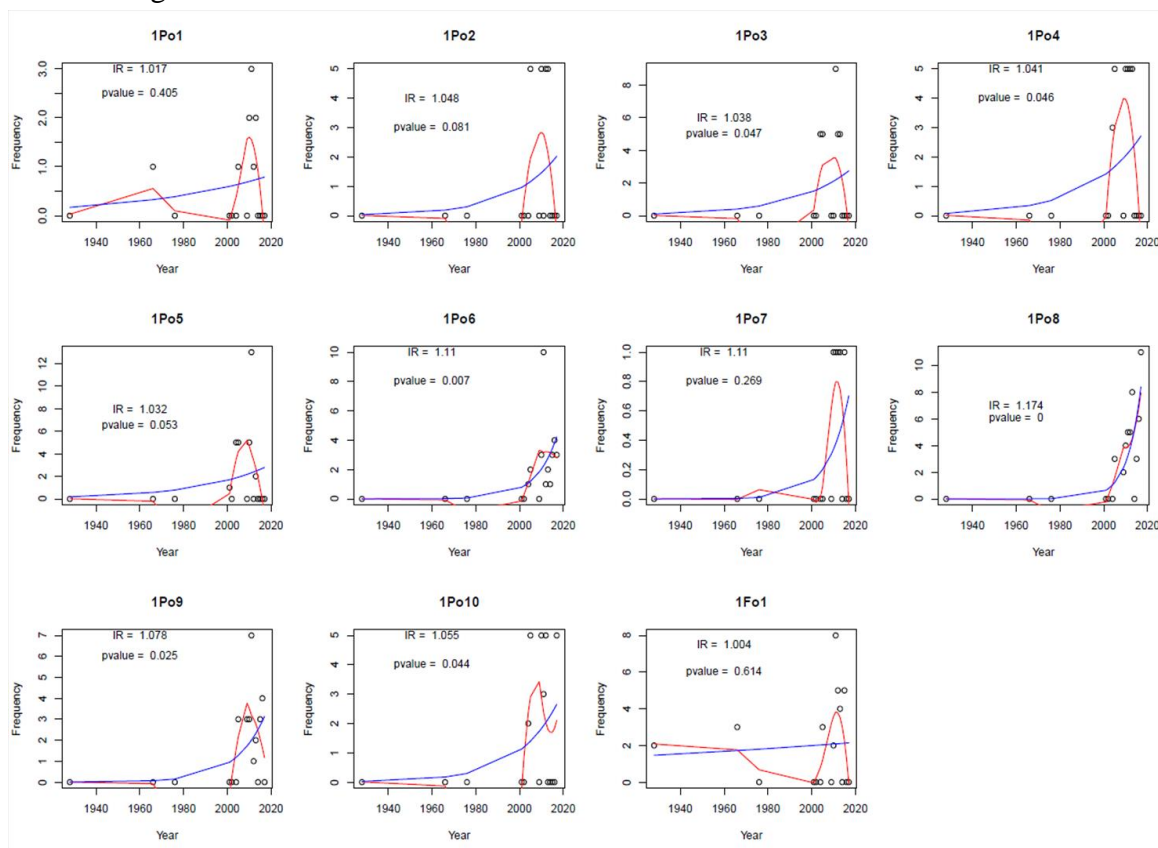 1Po1
IR = 1.017
pvalue = 0.405
Frequency
0.0 1.0 2.0 3.0
1940 1960 1980 2000 2020
Year
1Po2
IR = 1.048
pvalue = 0.081
Frequency
0 1 2 3 4 5
1940 1960 1980 2000 2020
Year
1Po3
IR = 1.038
pvalue = 0.047
Frequency
0 2 4 6 8
1940 1960 1980 2000 2020
Year
1Po4
IR = 1.041
pvalue = 0.046
Frequency
0 1 2 3 4 5
1940 1960 1980 2000 2020
Year
1Po5
IR = 1.032
pvalue = 0.053
Frequency
0 2 4 6 8 10 12
1940 1960 1980 2000 2020
Year
1Po6
IR = 1.11
pvalue = 0.007
Frequency
0 2 4 6 8 10
1940 1960 1980 2000 2020
Year
1Po7
IR = 1.11
pvalue = 0.269
Frequency
0.0 0.2 0.4 0.6 0.8 1.0
1940 1960 1980 2000 2020
Year
1Po8
IR = 1.174
pvalue = 0
Frequency
0 2 4 6 8 10
1940 1960 1980 2000 2020
Year
1Po9
IR = 1.078
pvalue = 0.025
Frequency
0 1 2 3 4 5 6 7
1940 1960 1980 2000 2020
Year
1Po10
IR = 1.055
pvalue = 0.044
Frequency
0 1 2 3 4 5
1940 1960 1980 2000 2020
Year
1Fo1
IR = 1.004
pvalue = 0.614
Frequency
0 2 4 6 8
1940 1960 1980 2000 2020
Year